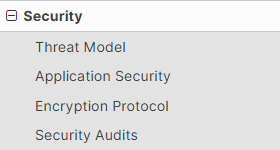 Security
Threat Model
Application Security
Encryption Protocol
Security Audits